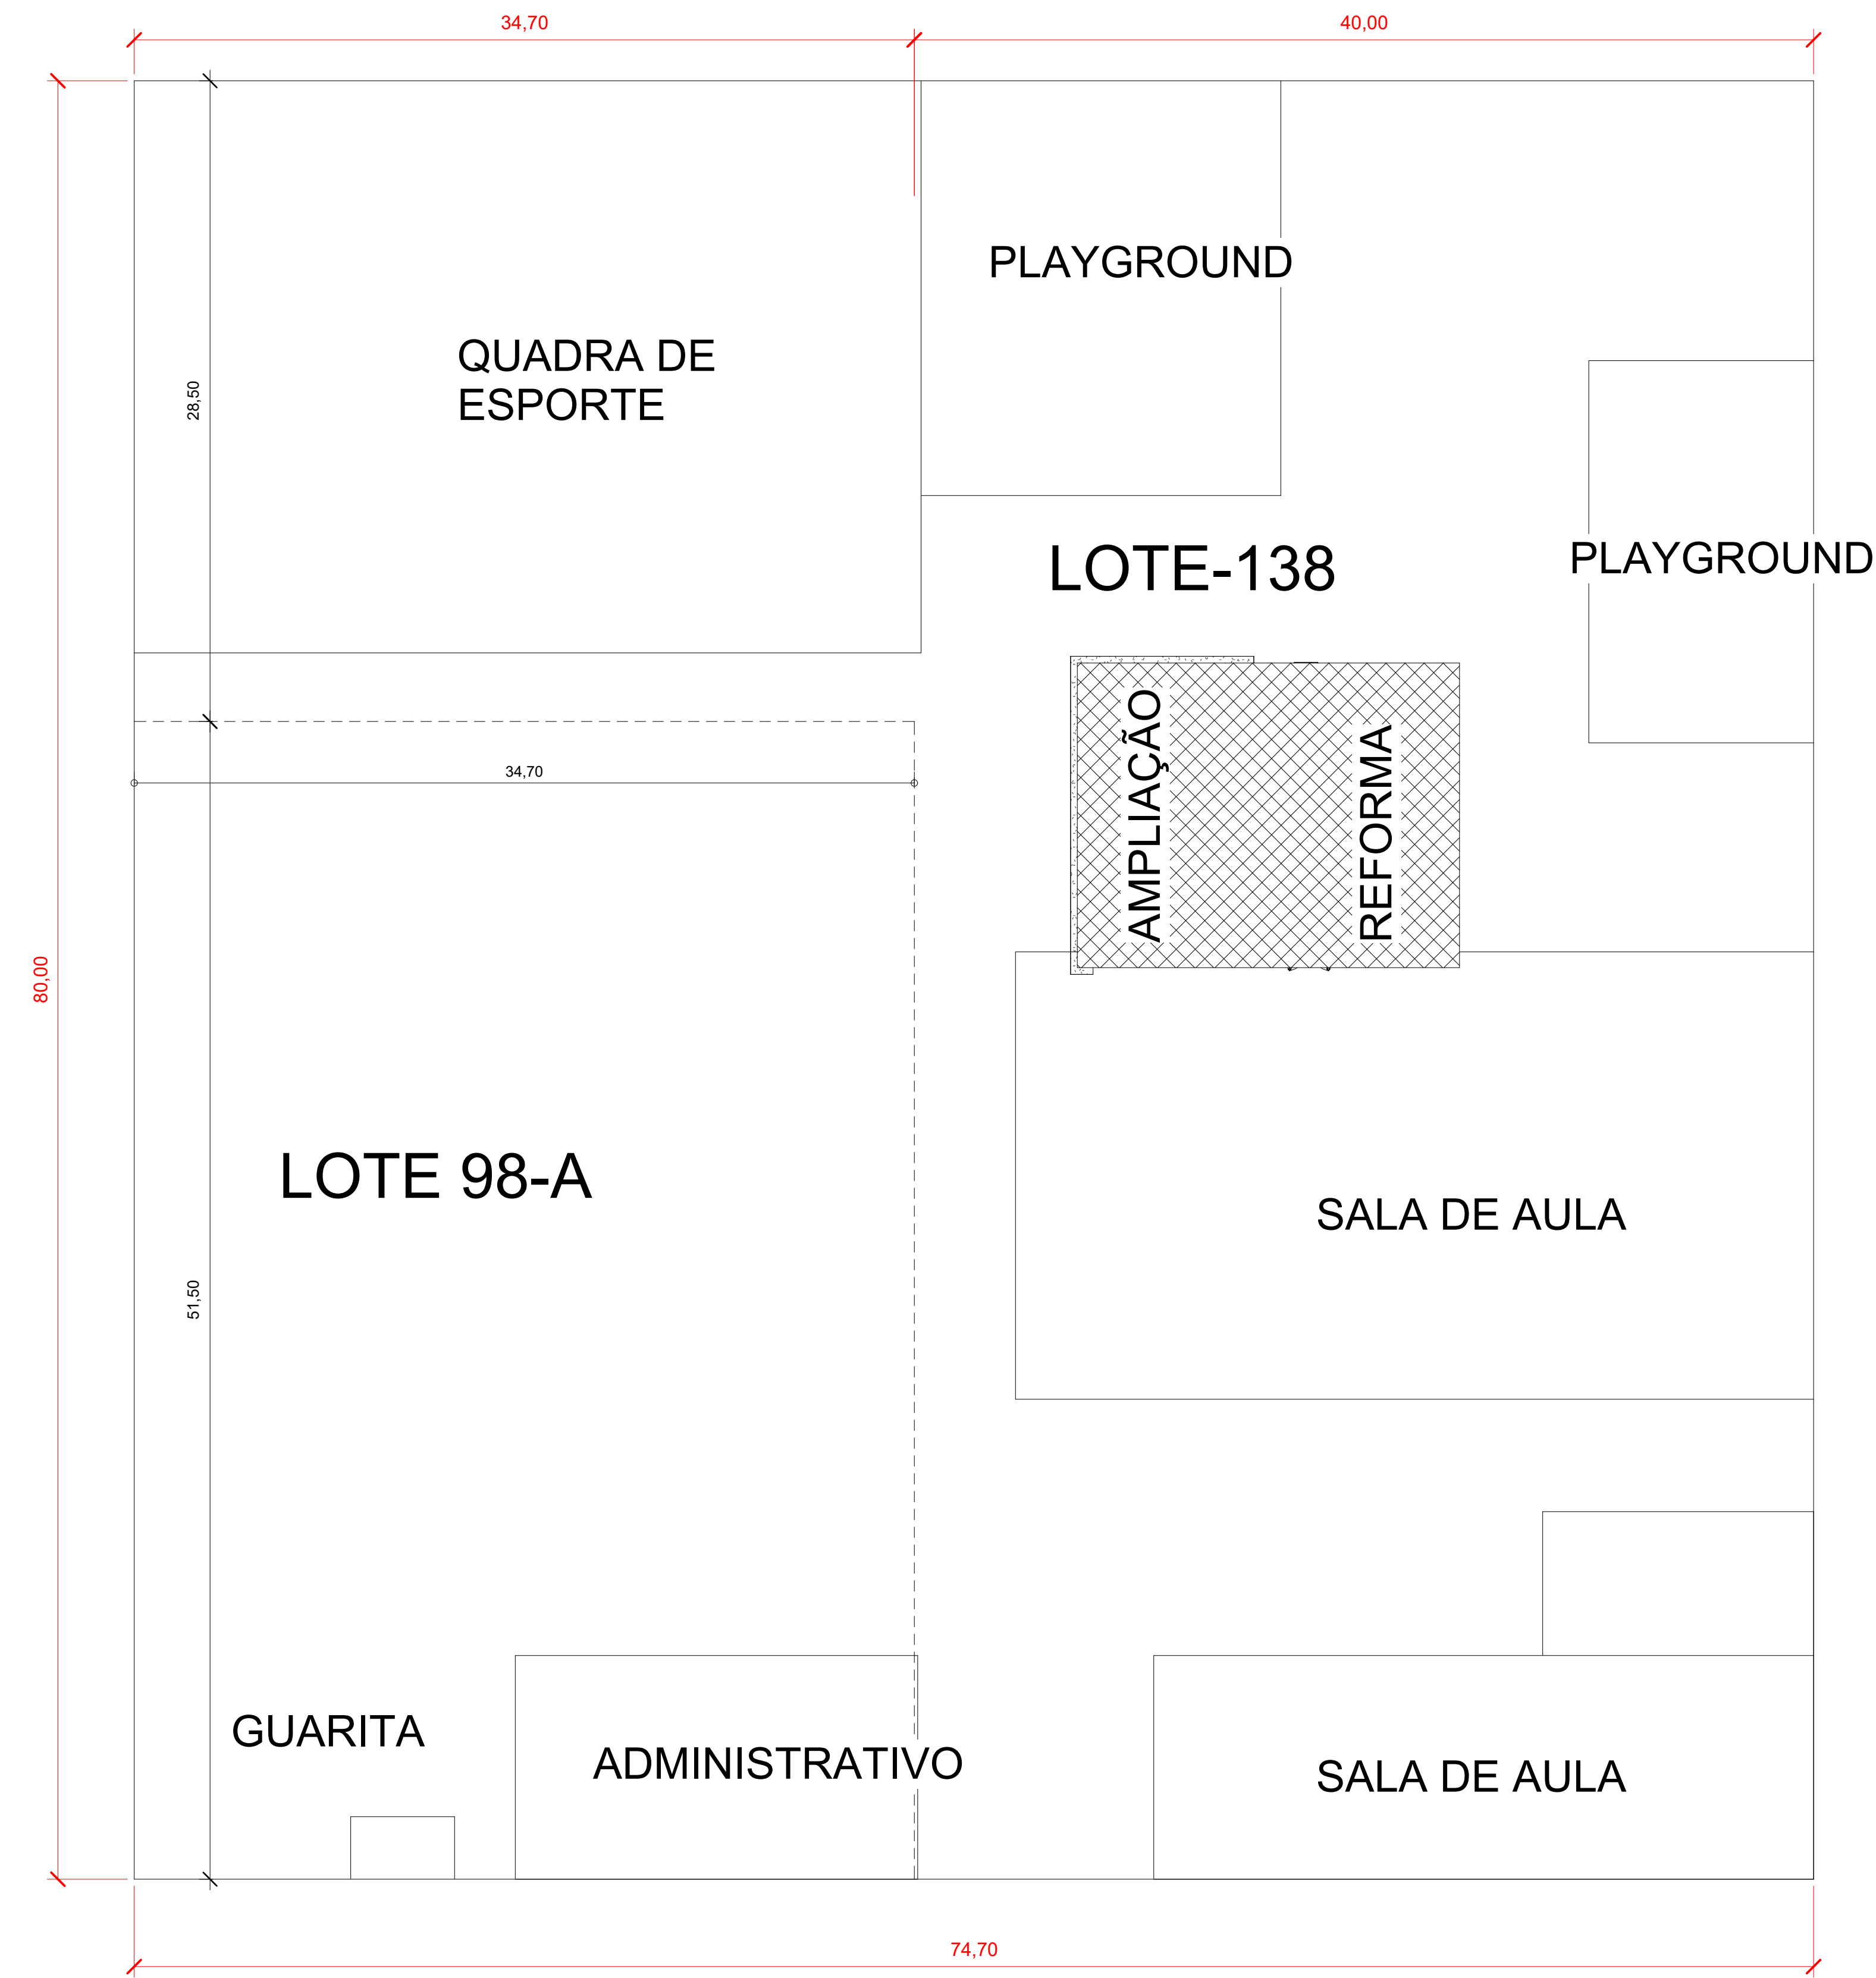 34,70
40,00
PLAYGROUND
QUADRA DE
ESPORTE
28,50
LOTE-138
PLAYGROUND
AMPLIAÇÃO
REFORMA
34,70
80,00
LOTE 98-A
SALA DE AULA
51,50
GUARITA
ADMINISTRATIVO
SALA DE AULA
74,70